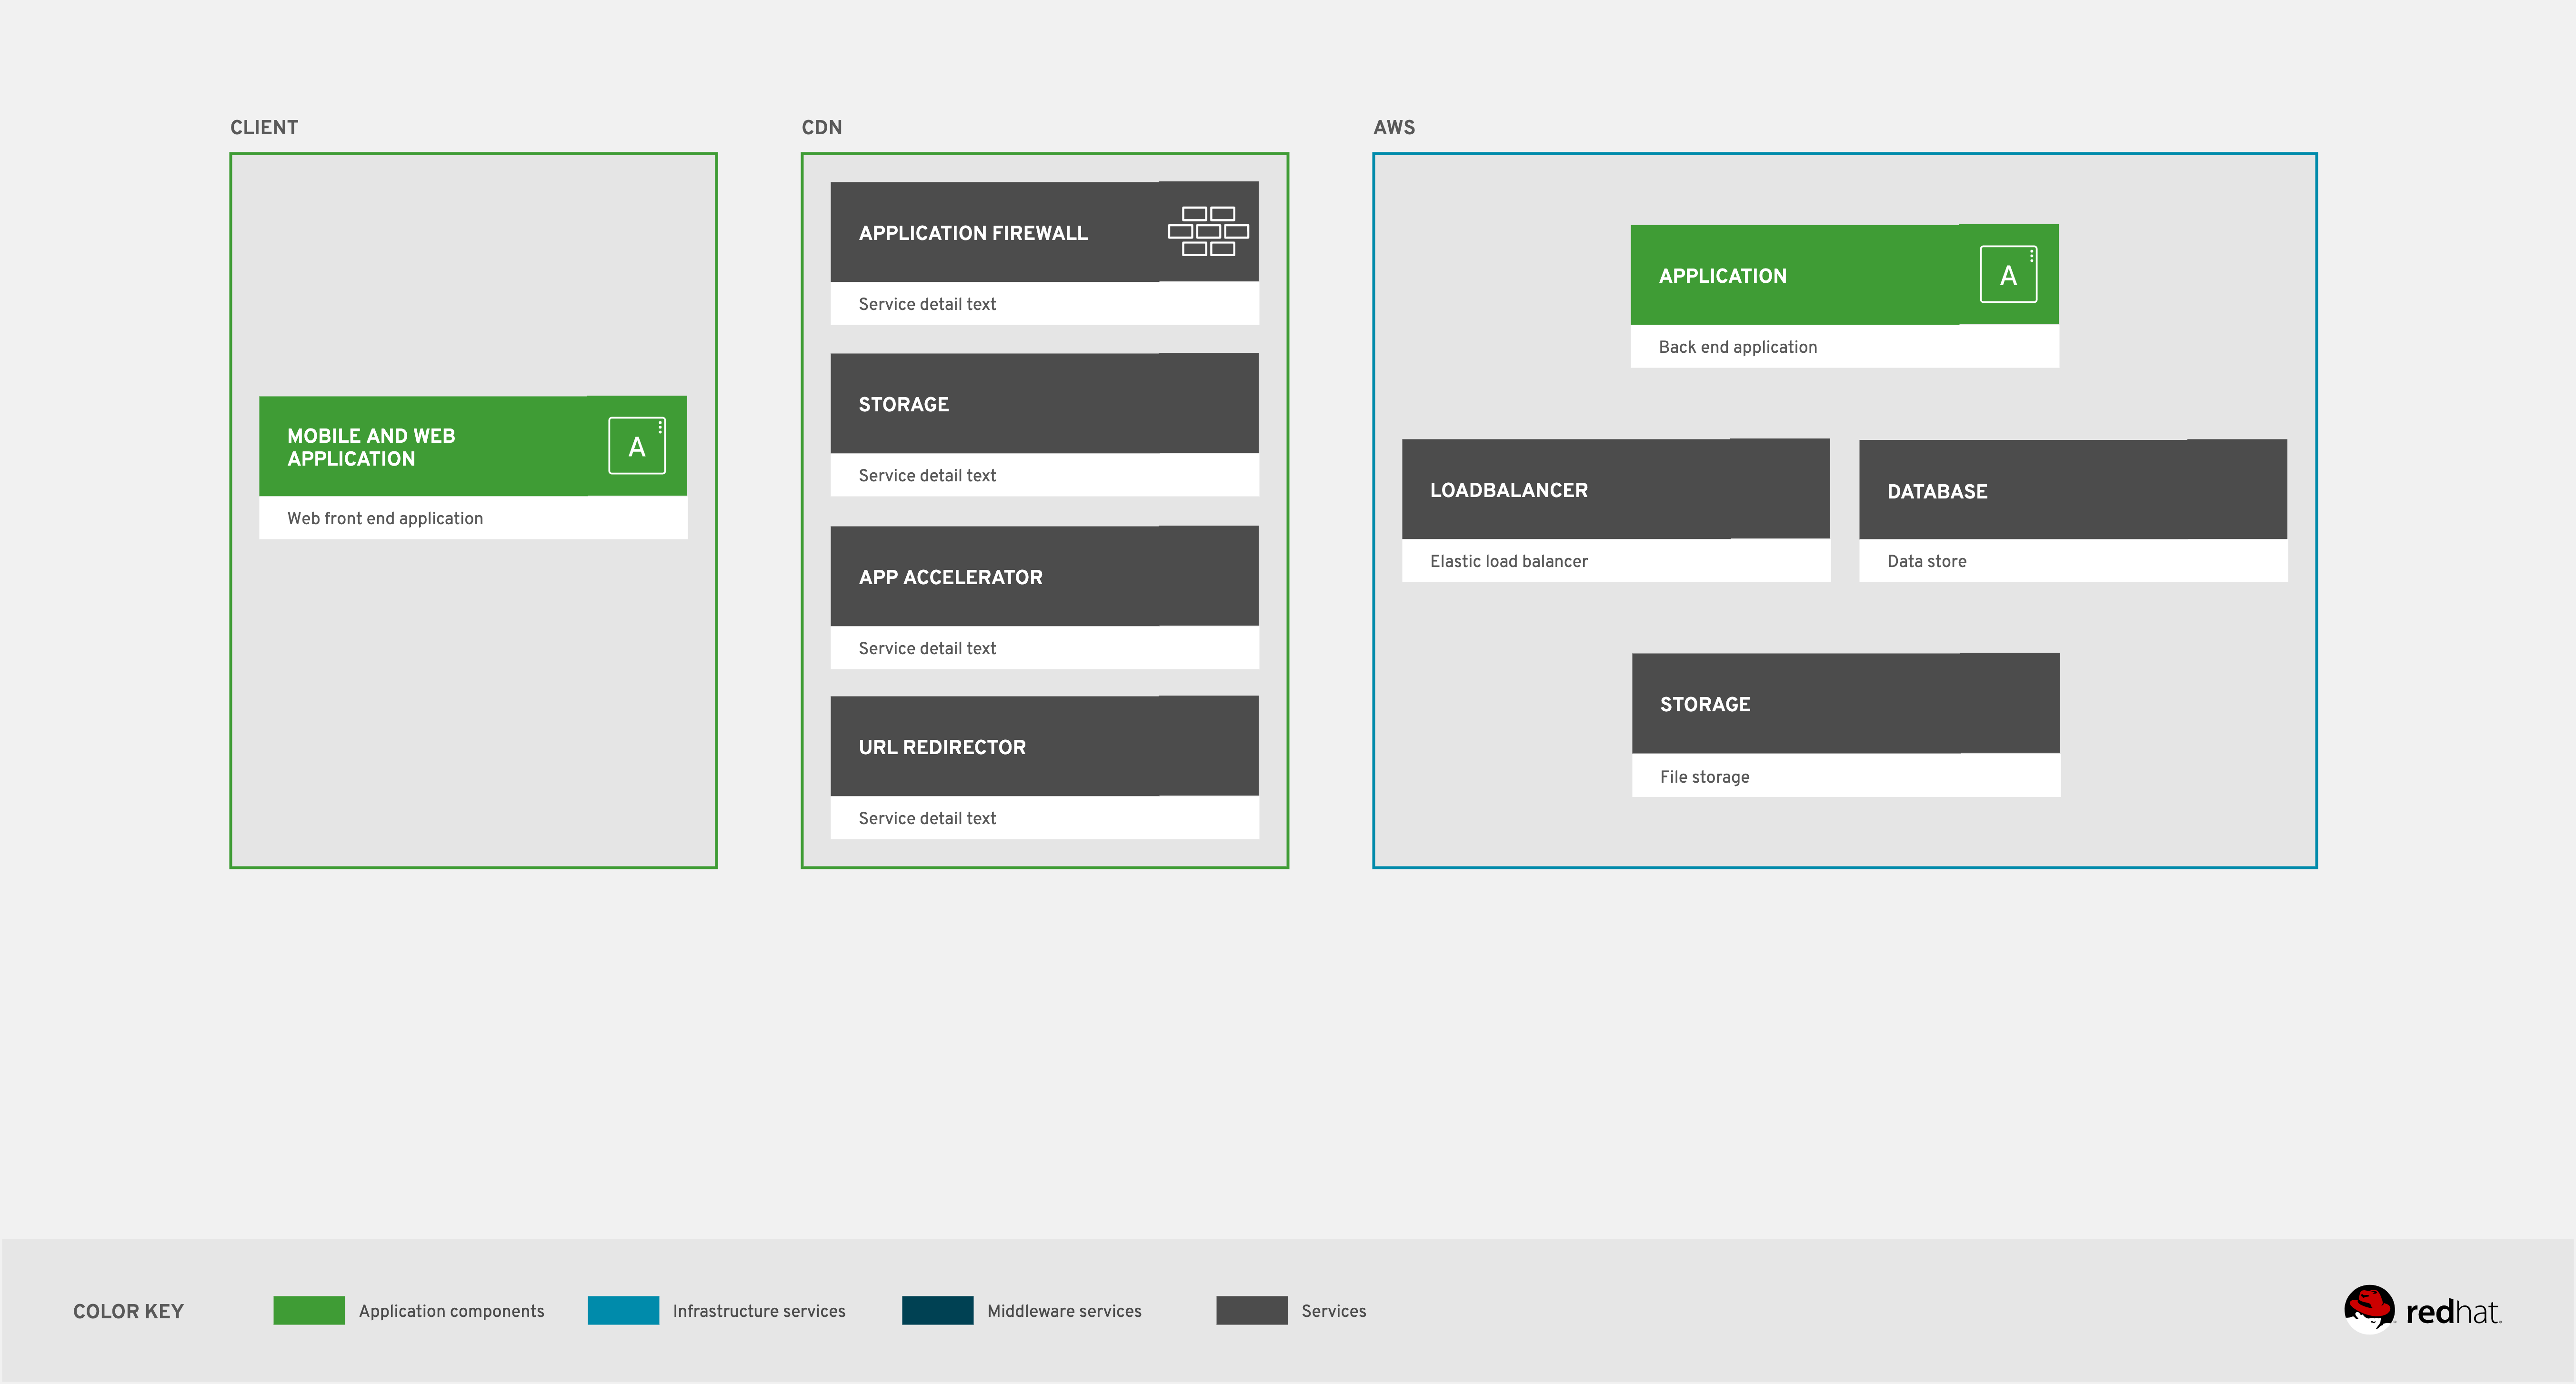 CLIENT
MOBILE AND WEB
APPLICATION
A
Web front end application
CDN
APPLICATION FIREWALL
Service detail text
STORAGE
Service detail text
APP ACCELERATOR
Service detail text
URL REDIRECTOR
Service detail text
AWS
APPLICATION
A
Back end application
LOADBALANCER
Elastic load balancer
DATABASE
Data store
STORAGE
File storage
COLOR KEY
Application components
Infrastructure services
Middleware services
Services
redhat.